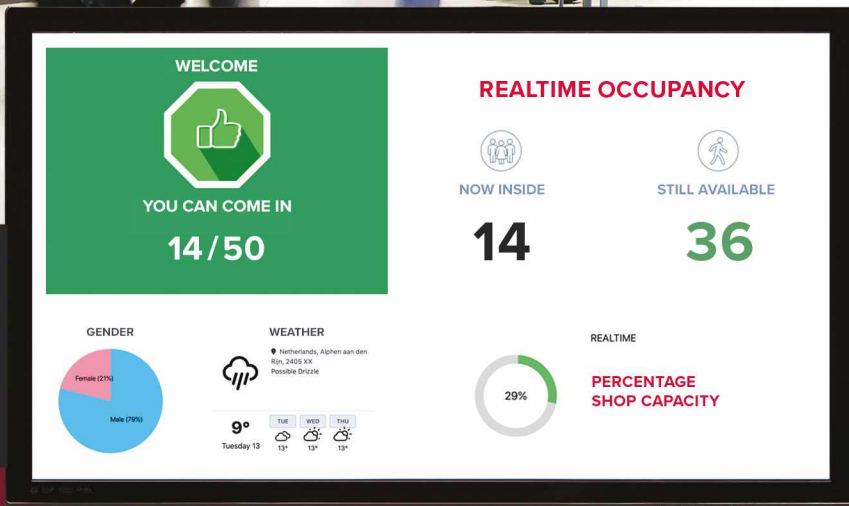 WELCOME
YOU CAN COME IN
14/50
REALTIME OCCUPANCY
NOW INSIDE
14
STILL AVAILABLE
36
GENDER
Female (21%)
Male (79%)
WEATHER
Netherlands, Alphen aan den
Rijn, 2405 XX
Possible Drizzle
9°
Tuesday 13
TUE
13°
WED
13°
THU
13°
REALTIME
29%
PERCENTAGE
SHOP CAPACITY